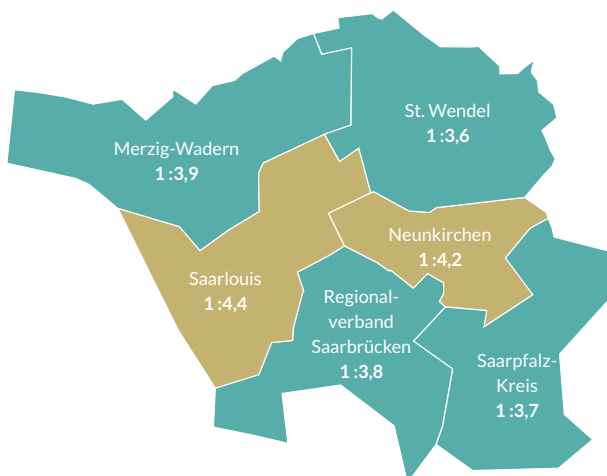 St. Wendel
1:3,6
Merzig-Wadern
1:3,9
Neunkirchen
1:4,2
Saarlouis
1:4,4
Regional-
verband
Saarbrücken
1:3,8
Saarpfalz-
Kreis
1:3,7